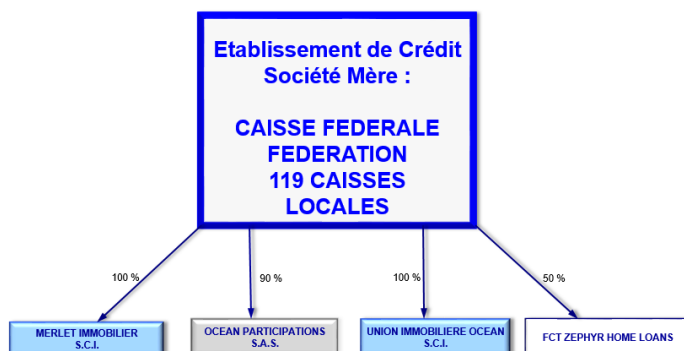 Etablissement de Crédit
Société Mère :
CAISSE FEDERALE
FEDERATION
119 CAISSES
LOCALES
100 %
90 %
100 %
50 %
MERLET IMMOBILIER
S.C.I.
OCEAN PARTICIPATIONS
S.A.S.
UNION IMMOBILIERE OCEAN
S.C.I.
FCT ZEPHYR HOME LOANS